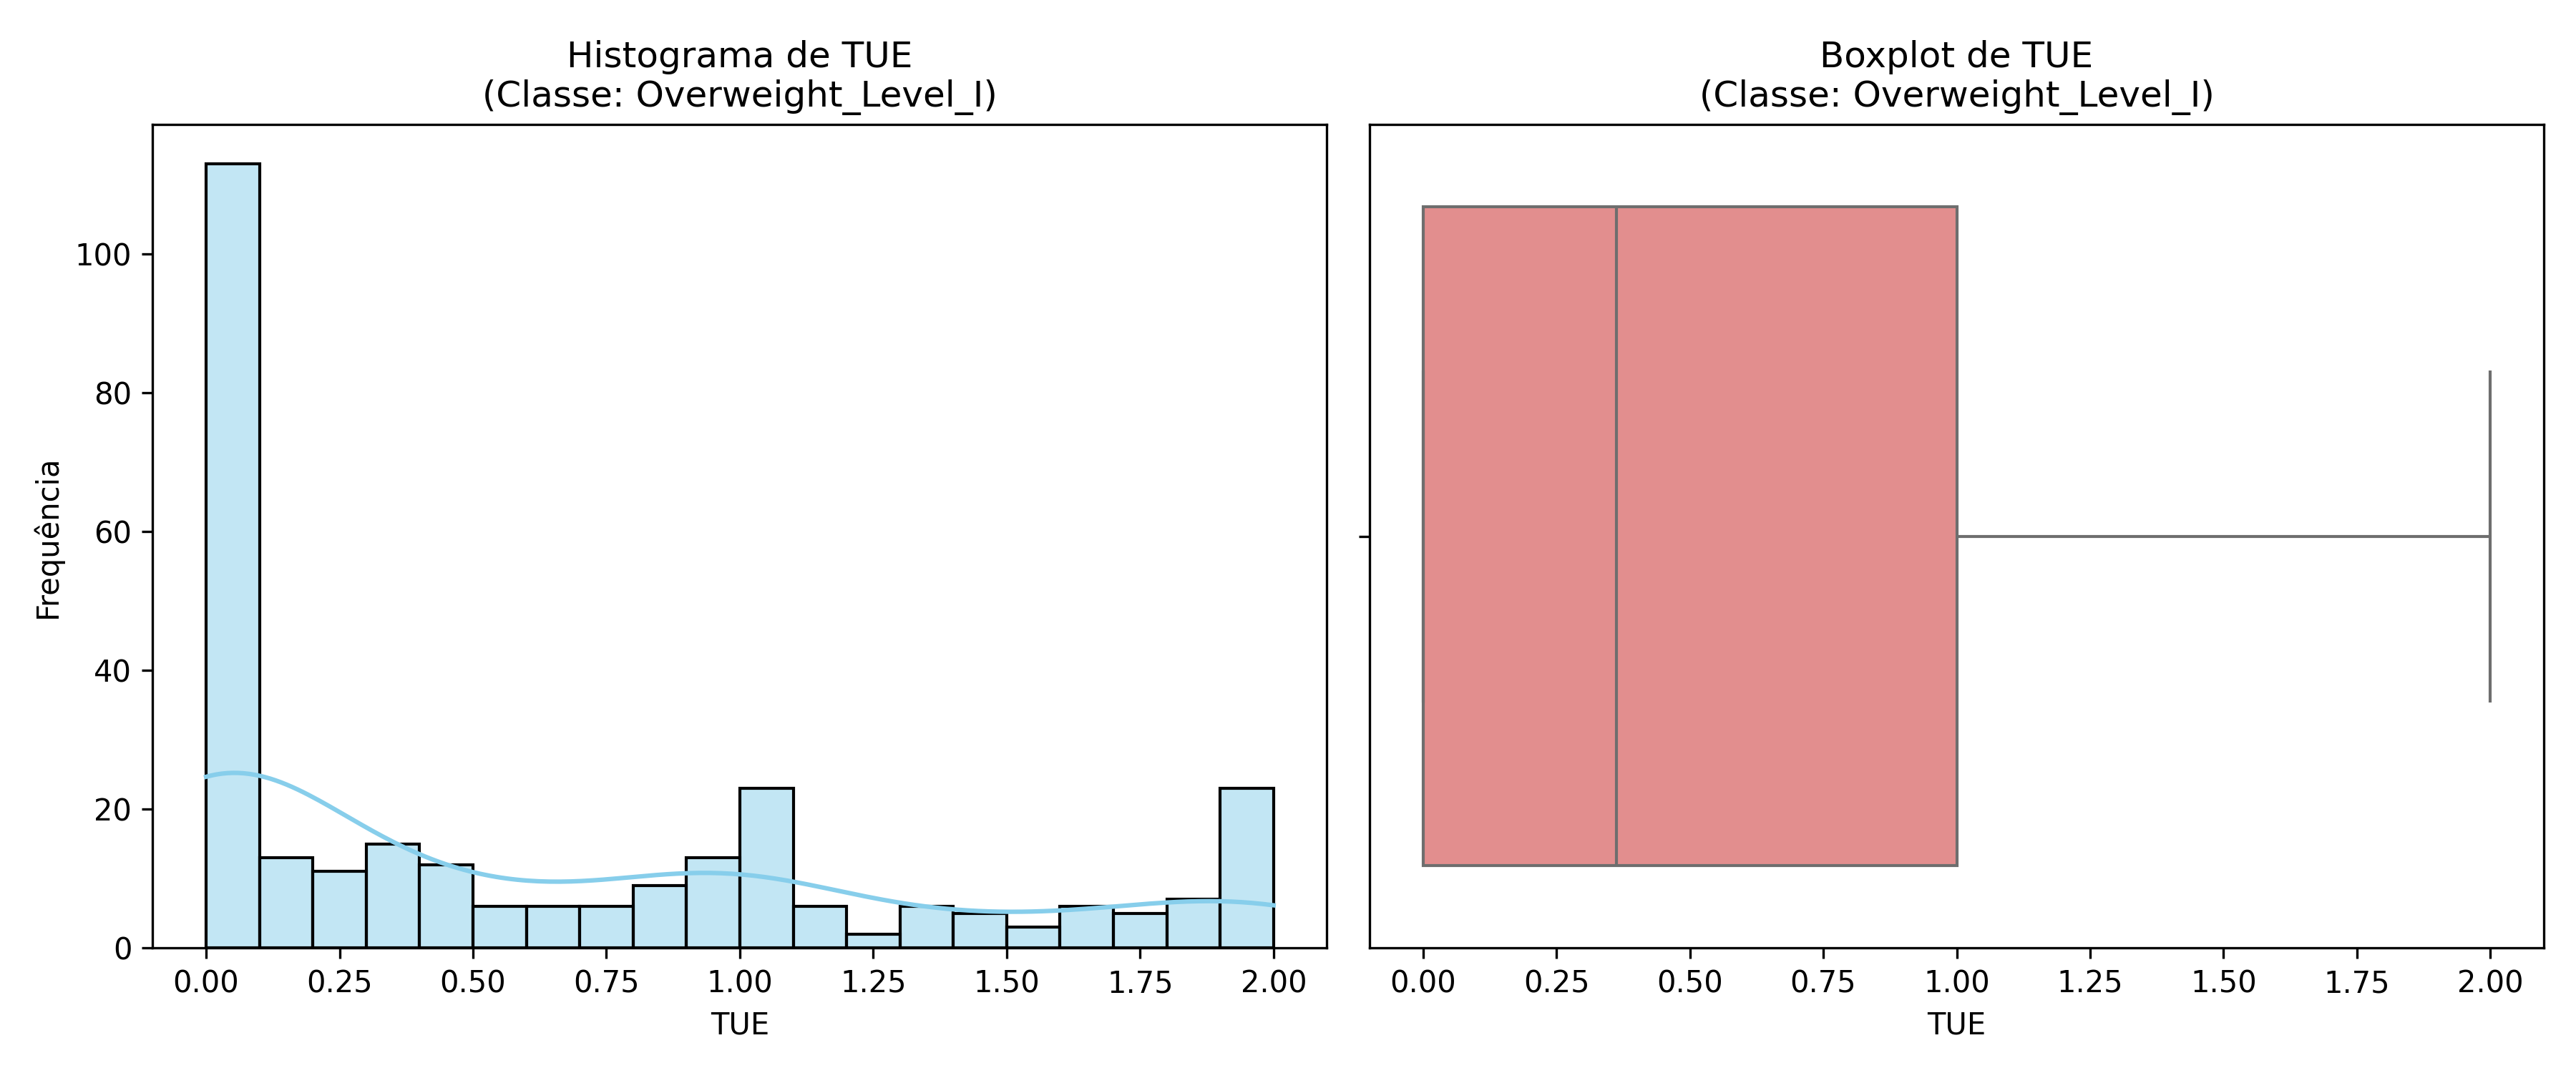 Histograma de TUE
(Classe: Overweight_Level_I)
Frequência
100
80
60
40
20
0
0.00 0.25 0.50 0.75 1.00 1.25 1.50 1.75 2.00
TUE
Boxplot de TUE
(Classe: Overweight_Level_I)
0.00 0.25 0.50 0.75 1.00 1.25 1.50 1.75 2.00
TUE